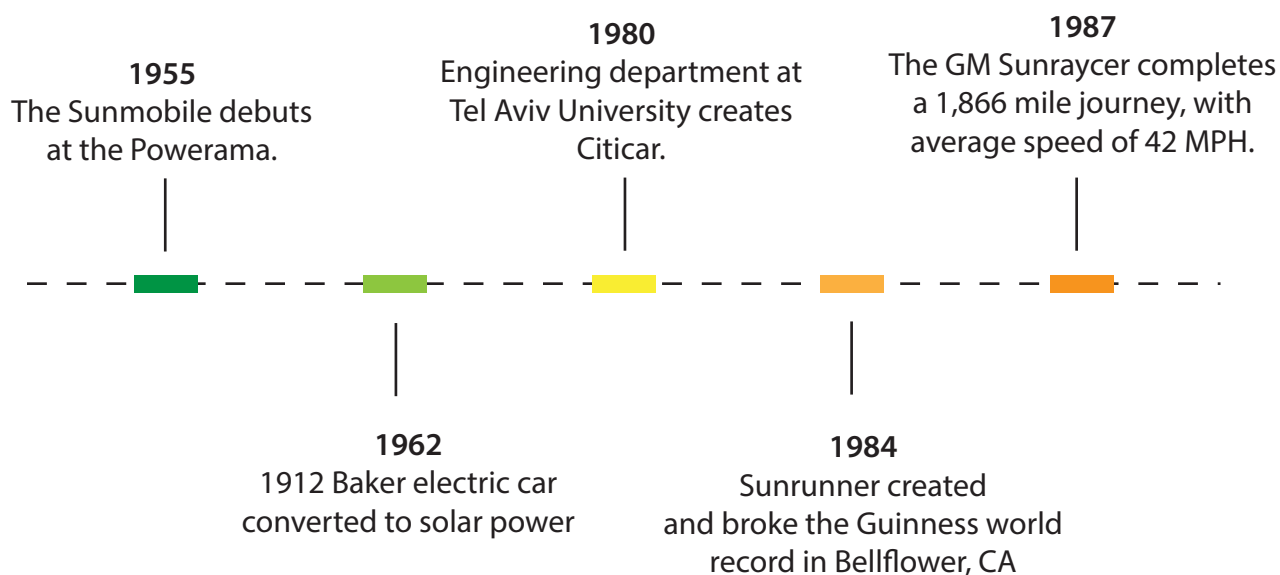 1955
The Sunmobile debuts
at the Powerama.
1962
1912 Baker electric car
converted to solar power
1980
Engineering department at
Tel Aviv University creates
Citicar.
1984
Sunrunner created
and broke the Guinness world
record in Bellflower, CA
1987
The GM Sunraycer completes
a 1,866 mile journey, with
average speed of 42 MPH.